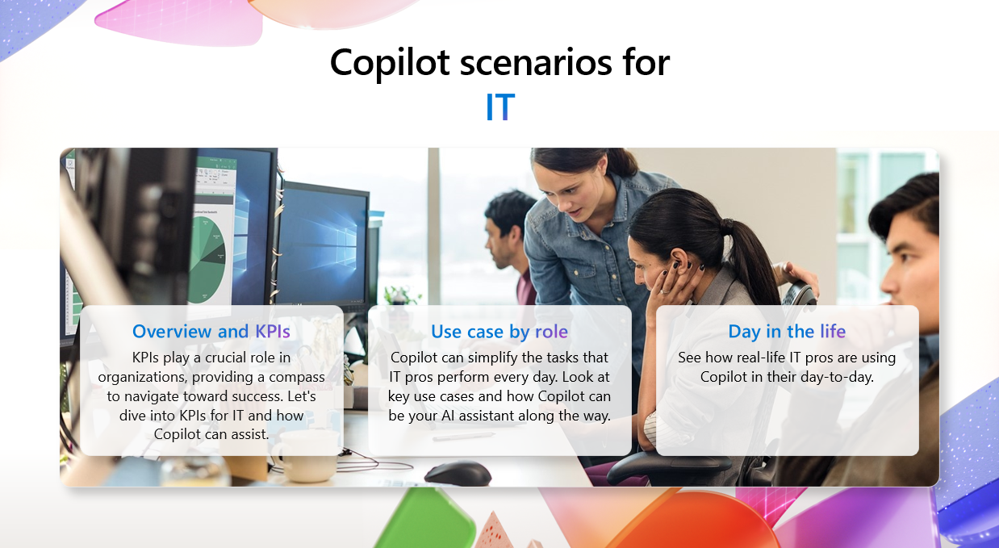 Copilot scenarios for
IT
Overview and KPIs
KPIs play a crucial role in
organizations, providing a compass
to navigate toward success. Let's
dive into KPIs for IT and how
Copilot can assist.
Use case by role
Copilot can simplify the tasks that
IT pros perform every day. Look at
key use cases and how Copilot can
be your AI assistant along the way.
Day in the life
See how real-life IT pros are using
Copilot in their day-to-day.